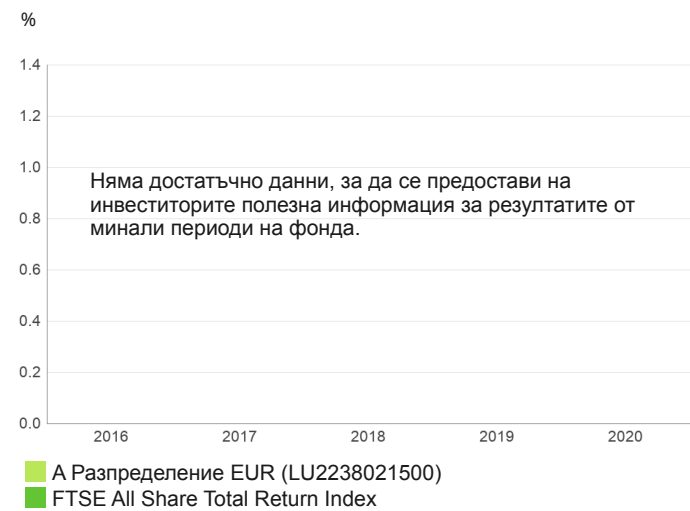 %
1.4
1.2
1.0
Няма достатъчно данни, за да се предостави на
инвеститорите полезна информация за резултатите от
минали периоди на фонда.
0.8
0.6
0.4
0.2
0.0
2016 2017 2018 2019 2020
А Разпределение EUR (LU2238021500)
FTSE All Share Total Return Index